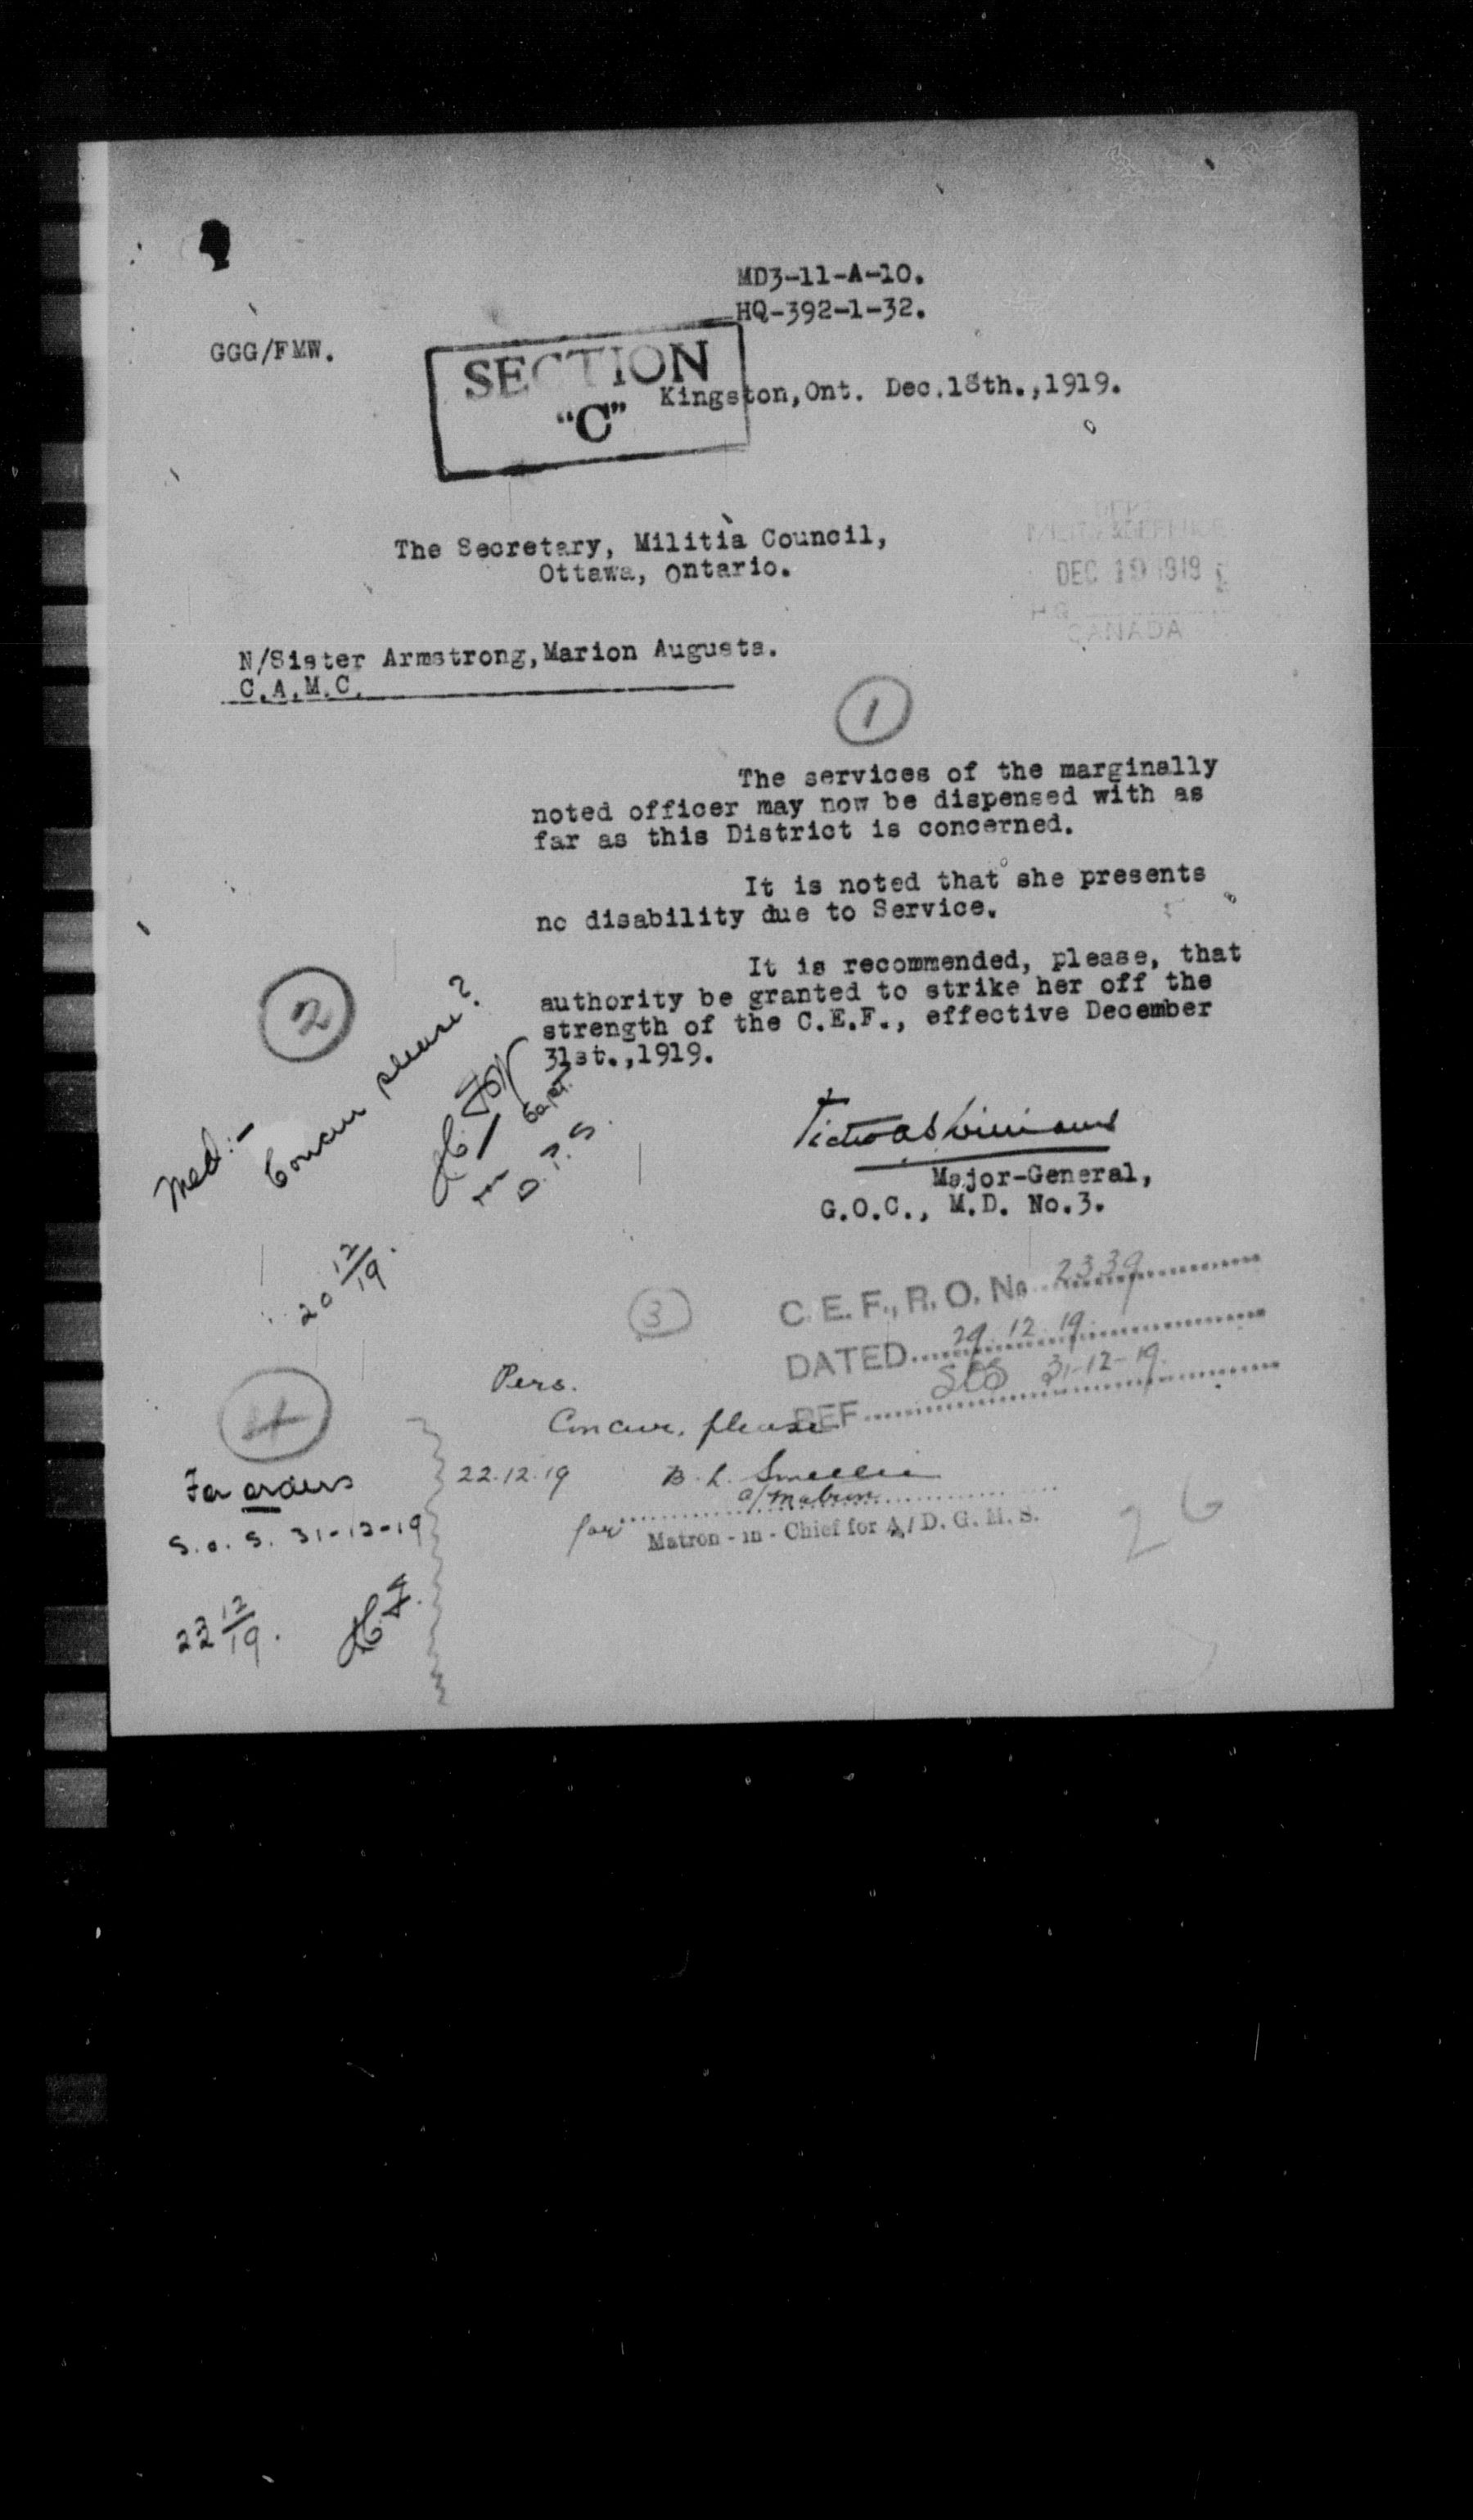 MD3-11-A-10.
HQ-392-1-32.
GGG/FMW.
SECTION
"C"
Kingston,Ont. Dec.18th.,1919.
The Secretary, Militia Council,
Ottawa, Ontario.
DEC 19 1919
CANADA
N/Sister Armstrong,Marion Augusta.
C.A.M.C.
1
The services of the marginally
noted officer may now be dispensed with as
far as this District is concerned.
It is noted that she presents
no disability due to Service.
It is recommended, please, that
authority be granted to strike her off the
strength of the C.E.F., effective December
31st.,1919.
Major-General,
G.O.C., M.D. No.3.
2
Med:-
Concur please?
Capt.
for D.P.S.
20 12/19.
C.E.F., R.O. No 2339
DATED 29.12.19.
REF SOS 31-12-19.
3
Pers.
Concur, please
22.12.19
B. L. Smellie
a/Matron
for Matron-in-Chief for A/D.G.M.S.
4
For orders
S.O.S. 31-12-19
22 12/19.
26